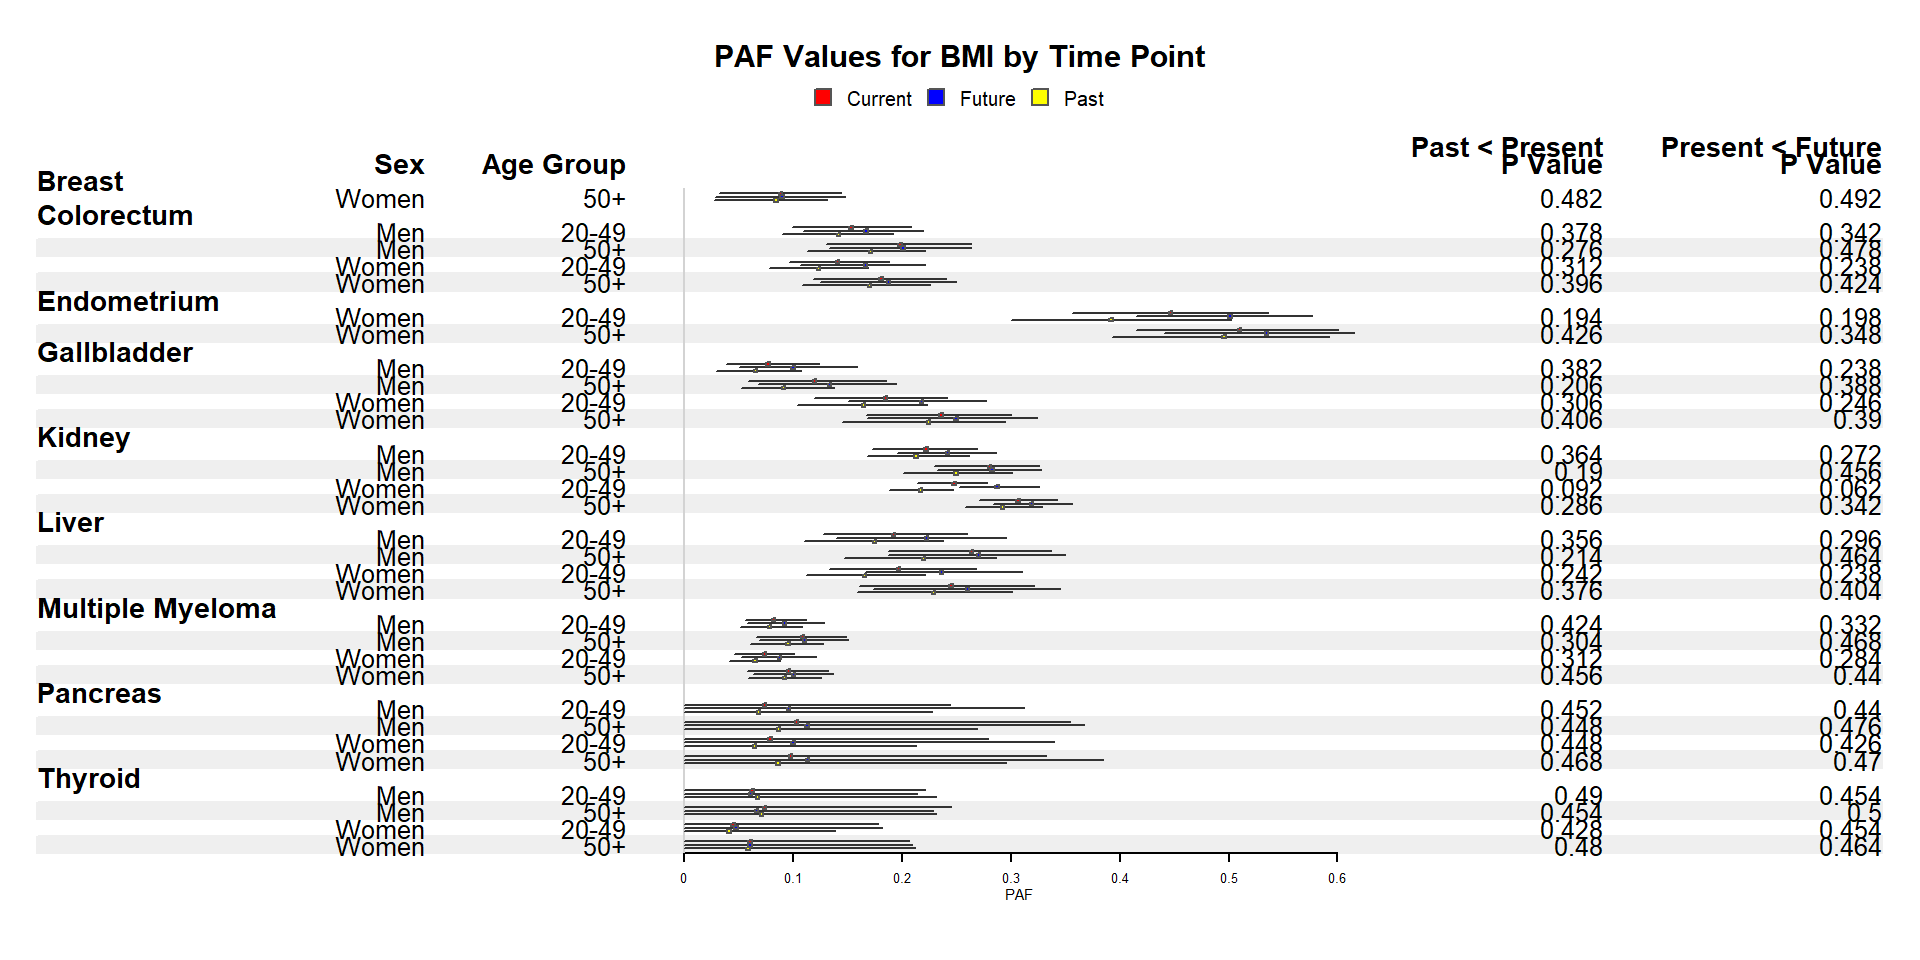 PAF Values for BMI by Time Point
Current Future Past
Past < Present Present < Future
Sex Age Group P Value P Value
Breast
Women 50+ 0.482 0.492
Colorectum
Men 20-49 0.378 0.342
Men 50+ 0.276 0.478
Women 20-49 0.312 0.238
Women 50+ 0.396 0.424
Endometrium
Women 20-49 0.194 0.198
Women 50+ 0.426 0.348
Gallbladder
Men 20-49 0.382 0.238
Men 50+ 0.206 0.388
Women 20-49 0.306 0.246
Women 50+ 0.406 0.39
Kidney
Men 20-49 0.364 0.272
Men 50+ 0.19 0.456
Women 20-49 0.092 0.062
Women 50+ 0.286 0.342
Liver
Men 20-49 0.356 0.296
Men 50+ 0.214 0.464
Women 20-49 0.242 0.238
Women 50+ 0.376 0.404
Multiple Myeloma
Men 20-49 0.424 0.332
Men 50+ 0.304 0.468
Women 20-49 0.312 0.284
Women 50+ 0.456 0.44
Pancreas
Men 20-49 0.452 0.44
Men 50+ 0.448 0.476
Women 20-49 0.448 0.426
Women 50+ 0.468 0.47
Thyroid
Men 20-49 0.49 0.454
Men 50+ 0.454 0.5
Women 20-49 0.428 0.454
Women 50+ 0.48 0.464
0 0.1 0.2 0.3 0.4 0.5 0.6
PAF